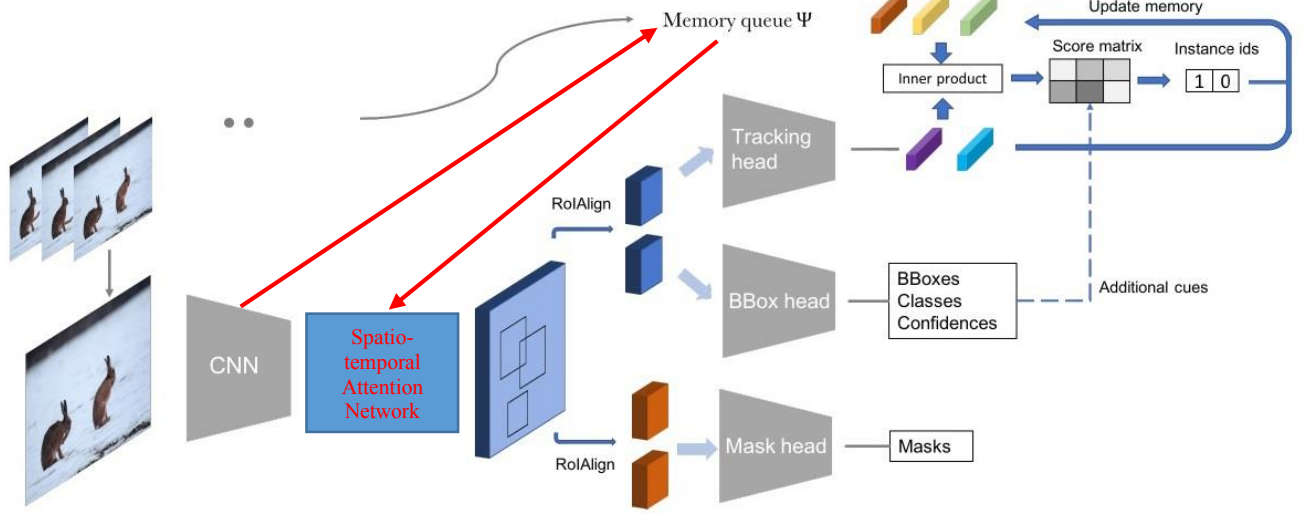 Memory queue Ψ
Update memory
Score matrix
Instance ids
Inner product
1 0
Tracking
head
RoIAlign
BBox head
BBoxes
Classes
Confidences
Additional cues
CNN
Spatio-
temporal
Attention
Network
RoIAlign
Mask head
Masks